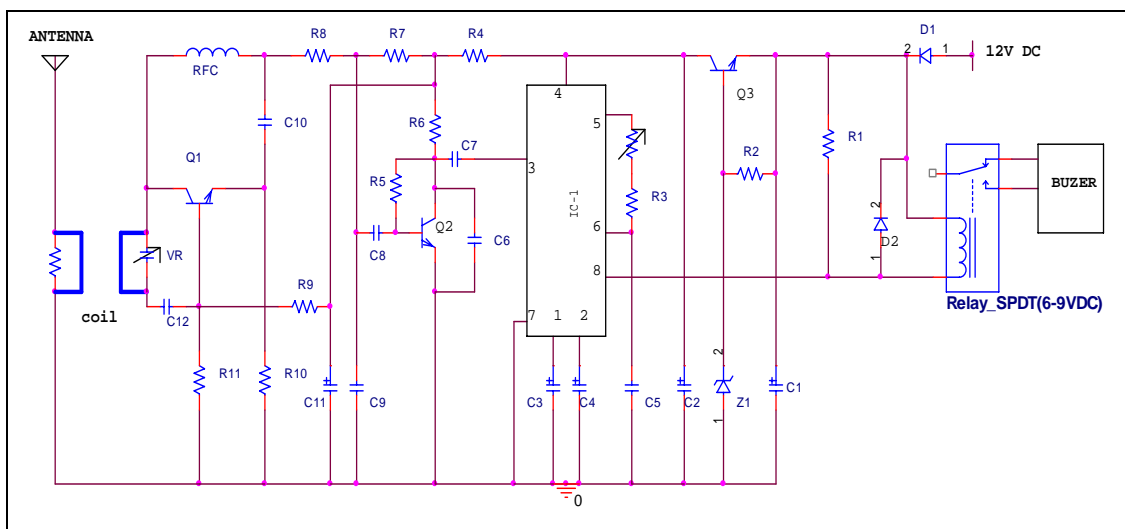 ANTENNA
R8
R7
R4
D1
2
1
12V DC
RFC
Q3
4
C10
R6
5
R1
Q1
C7
3
R2
R5
R3
BUZER
IC-1
2
Q2
6
C6
D2
VR
C8
8
1
R9
Relay_SPDT(6-9VDC)
coil
C12
7
1
2
2
R11
R10
C11
C9
C3
C4
C5
C2
Z1
C1
1
0